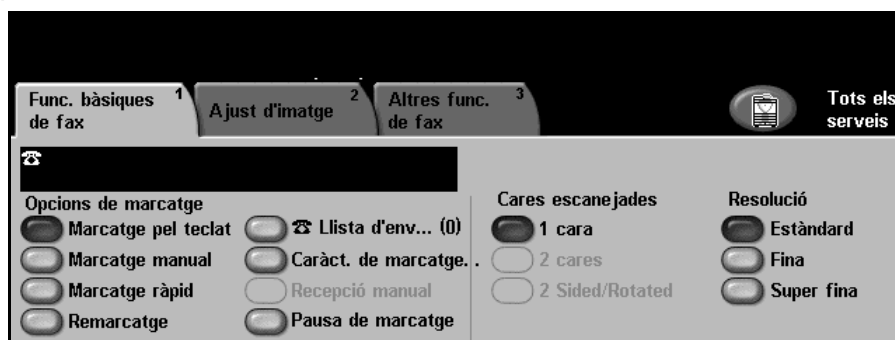 Func. bàsiques 1
de fax
Ajust d'imatge 2
Altres func. 3
de fax
Tots els
serveis
Opcions de marcatge
Marcatge pel teclat
Marcatge manual
Marcatge ràpid
Remarcatge
Llista d'env... (0)
Caràct. de marcatge..
Recepció manual
Pausa de marcatge
Cares escanejades
1 cara
2 cares
2 Sided/Rotated
Resolució
Estàndard
Fina
Super fina